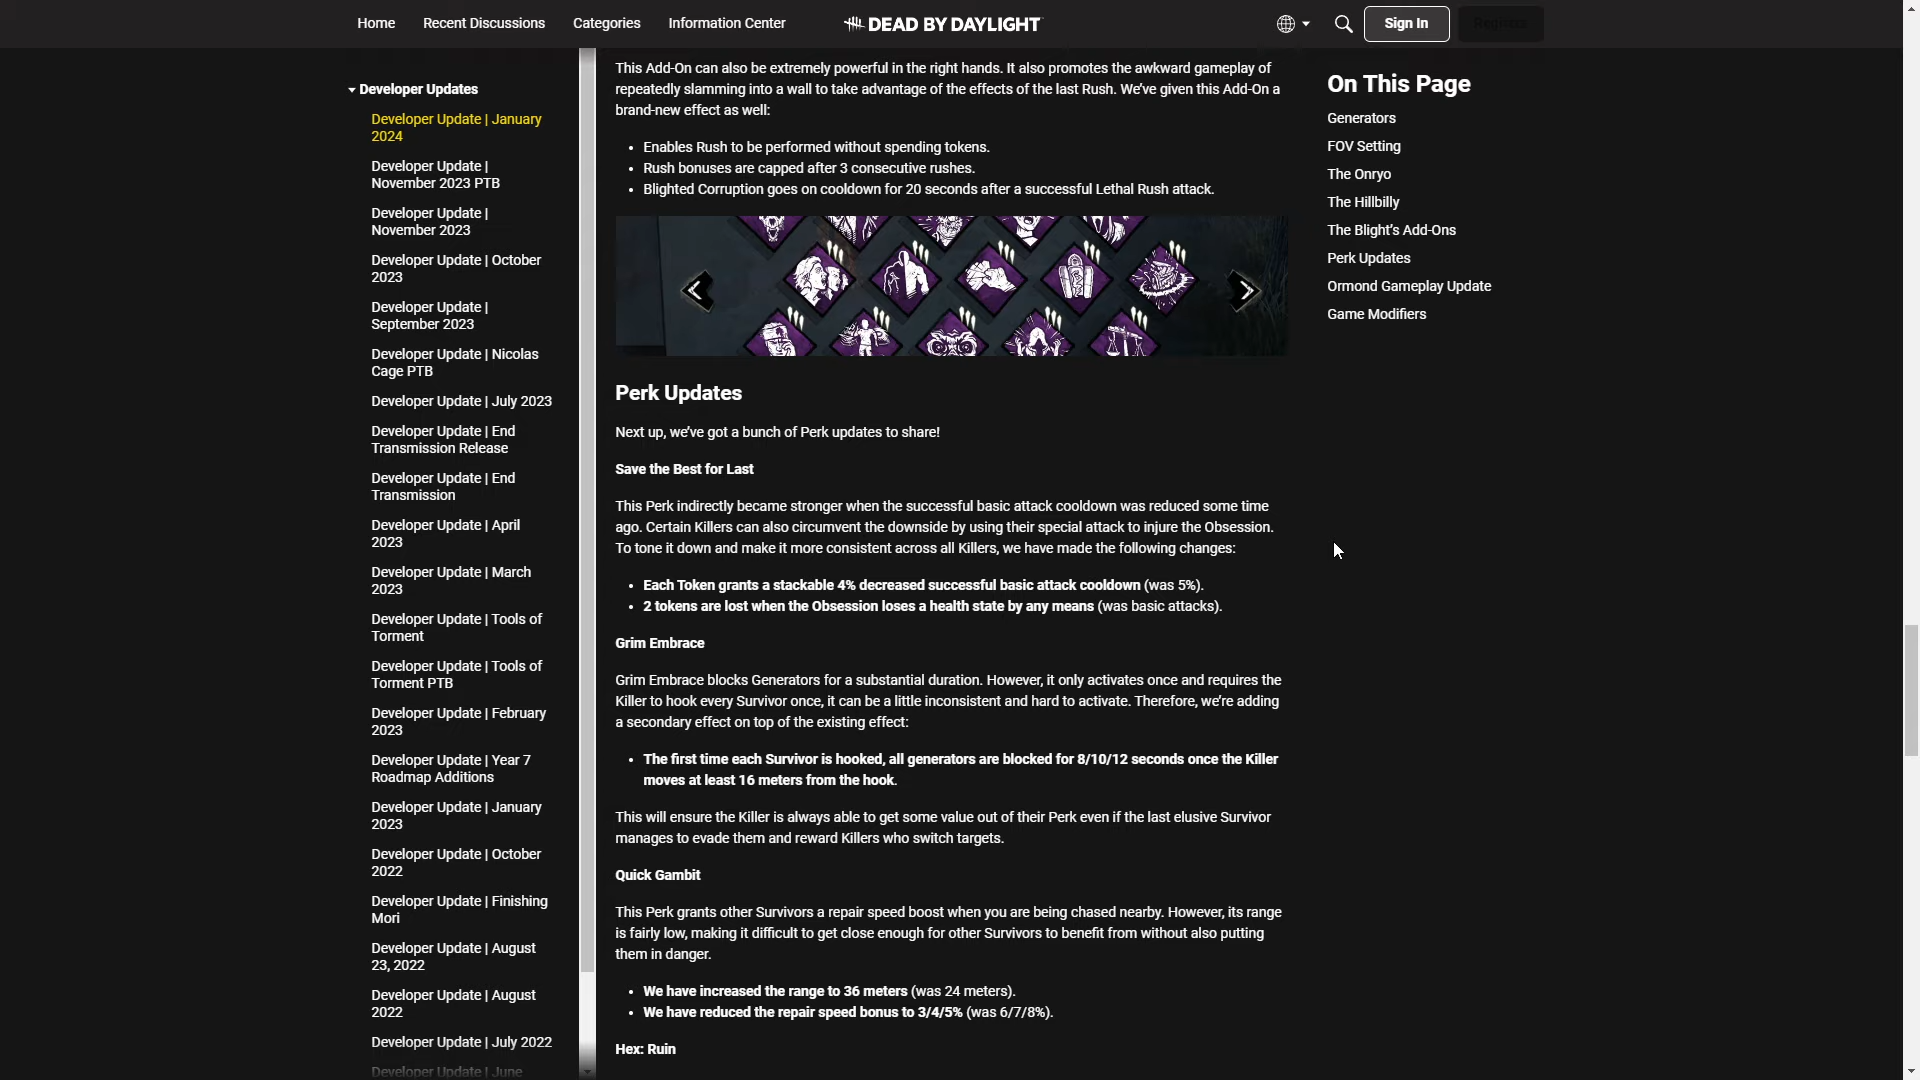 Home
Recent Discussions
Categories
Information Center
DEAD BY DAYLIGHT
Sign In
Register
Developer Updates
Developer Update | January
2024
Developer Update |
November 2023 PTB
Developer Update |
November 2023
Developer Update | October
2023
Developer Update |
September 2023
Developer Update | Nicolas
Cage PTB
Developer Update | July 2023
Developer Update | End
Transmission Release
Developer Update | End
Transmission
Developer Update | April
2023
Developer Update | March
2023
Developer Update | Tools of
Torment
Developer Update | Tools of
Torment PTB
Developer Update | February
2023
Developer Update | Year 7
Roadmap Additions
Developer Update | January
2023
Developer Update | October
2022
Developer Update | Finishing
Mori
Developer Update | August
23, 2022
Developer Update | August
2022
Developer Update | July 2022
Developer Update | June
This Add-On can also be extremely powerful in the right hands. It also promotes the awkward gameplay of
repeatedly slamming into a wall to take advantage of the effects of the last Rush. We've given this Add-On a
brand-new effect as well:
• Enables Rush to be performed without spending tokens.
• Rush bonuses are capped after 3 consecutive rushes.
• Blighted Corruption goes on cooldown for 20 seconds after a successful Lethal Rush attack.
Perk Updates
Next up, we've got a bunch of Perk updates to share!
Save the Best for Last
This Perk indirectly became stronger when the successful basic attack cooldown was reduced some time
ago. Certain Killers can also circumvent the downside by using their special attack to injure the Obsession.
To tone it down and make it more consistent across all Killers, we have made the following changes:
• Each Token grants a stackable 4% decreased successful basic attack cooldown (was 5%).
• 2 tokens are lost when the Obsession loses a health state by any means (was basic attacks).
Grim Embrace
Grim Embrace blocks Generators for a substantial duration. However, it only activates once and requires the
Killer to hook every Survivor once, it can be a little inconsistent and hard to activate. Therefore, we're adding
a secondary effect on top of the existing effect:
• The first time each Survivor is hooked, all generators are blocked for 8/10/12 seconds once the Killer
moves at least 16 meters from the hook.
This will ensure the Killer is always able to get some value out of their Perk even if the last elusive Survivor
manages to evade them and reward Killers who switch targets.
Quick Gambit
This Perk grants other Survivors a repair speed boost when you are being chased nearby. However, its range
is fairly low, making it difficult to get close enough for other Survivors to benefit from without also putting
them in danger.
• We have increased the range to 36 meters (was 24 meters).
• We have reduced the repair speed bonus to 3/4/5% (was 6/7/8%).
Hex: Ruin
On This Page
Generators
FOV Setting
The Onryo
The Hillbilly
The Blight's Add-Ons
Perk Updates
Ormond Gameplay Update
Game Modifiers